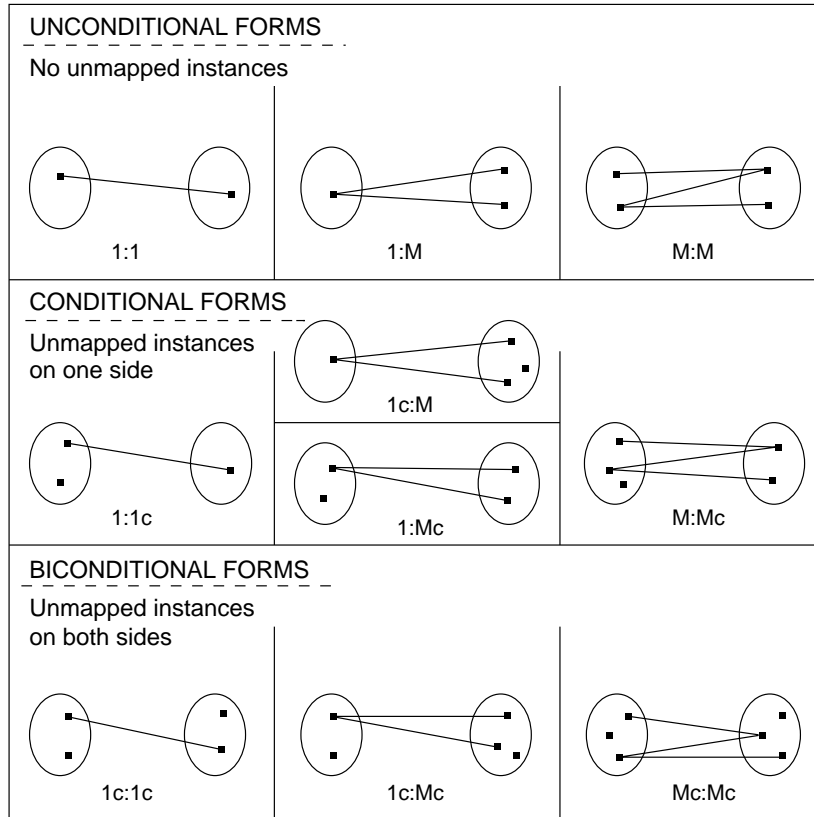 UNCONDITIONAL FORMS
No unmapped instances
1:1
1:M
M:M
CONDITIONAL FORMS
Unmapped instances
on one side
1:1c
1c:M
1:Mc
M:Mc
BICONDITIONAL FORMS
Unmapped instances
on both sides
1c:1c
1c:Mc
Mc:Mc